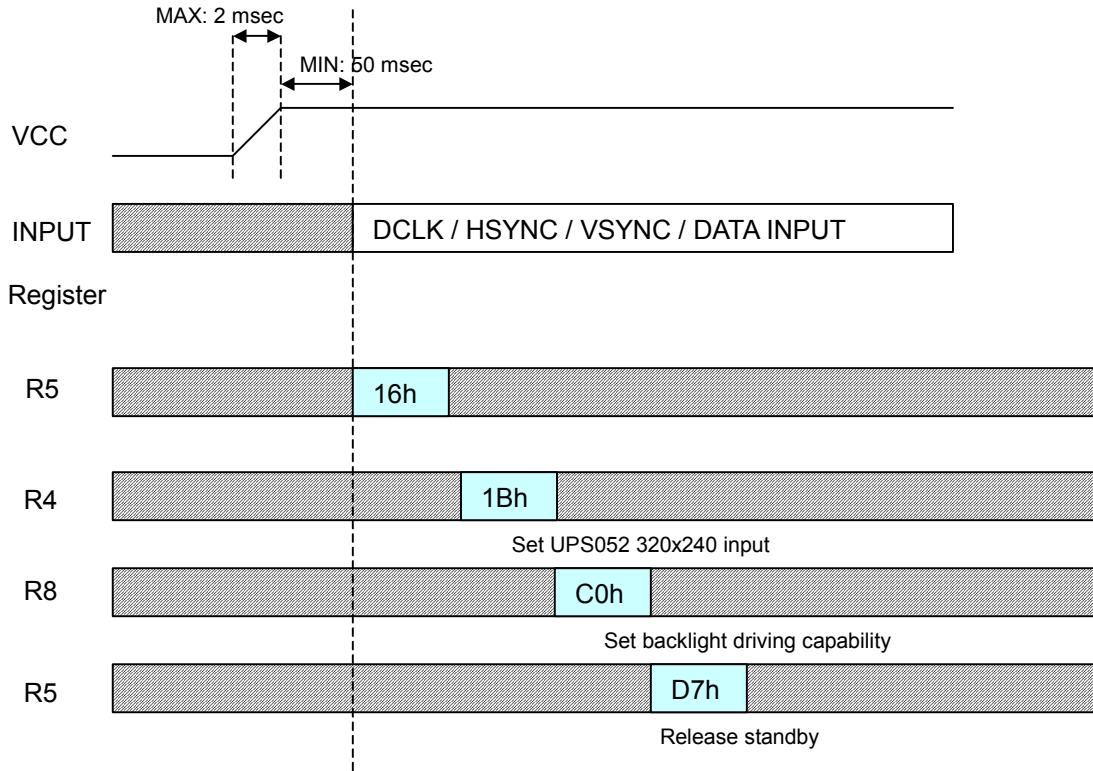 MAX: 2 msec
MIN: 50 msec
VCC
INPUT
DCLK / HSYNC / VSYNC / DATA INPUT
Register
R5
16h
R4
1Bh
Set UPS052 320x240 input
R8
C0h
Set backlight driving capability
R5
D7h
Release standby